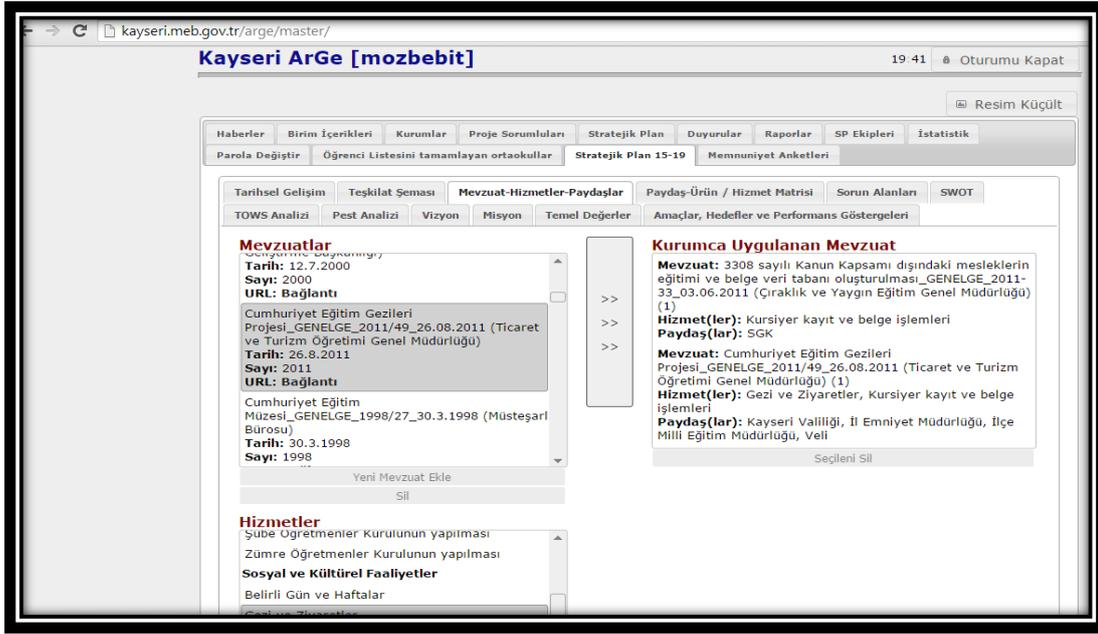 kayseri.meb.gov.tr/arge/master/
Kayseri ArGe [mozbebit]
19:41
Oturumu Kapat
Resim Küçült
Haberler Birim İçerikleri Kurumlar Proje Sorumluları Stratejik Plan Duyurular Raporlar SP Ekipleri İstatistik
Parola Değiştir Öğrenci Listesini tamamlayan ortaokullar Stratejik Plan 15-19 Memnuniyet Anketleri
Tarihsel Gelişim Teşkilat Şeması Mevzuat-Hizmetler-Paydaşlar Paydaş-Ürün / Hizmet Matrisi Sorun Alanları SWOT
TOWS Analizi Pest Analizi Vizyon Misyon Temel Değerler Amaçlar, Hedefler ve Performans Göstergeleri
Mevzuatlar
Geliştirme Başkanlığı)
Tarih: 12.7.2000
Sayı: 2000
URL: Bağlantı
Cumhuriyet Eğitim Gezileri
Projesi_GENELGE_2011/49_26.08.2011 (Ticaret
ve Turizm Öğretimi Genel Müdürlüğü)
Tarih: 26.8.2011
Sayı: 2011
URL: Bağlantı
Cumhuriyet Eğitim
Müzesi_GENELGE_1998/27_30.3.1998 (Müsteşarl
Bürosu)
Tarih: 30.3.1998
Sayı: 1998
Yeni Mevzuat Ekle
Sil
>>
>>
>>
Kurumca Uygulanan Mevzuat
Mevzuat: 3308 sayılı Kanun Kapsamı dışındaki mesleklerin
eğitimi ve belge veri tabanı oluşturulması_GENELGE_2011-
33_03.06.2011 (Çıraklık ve Yaygın Eğitim Genel Müdürlüğü)
(1)
Hizmet(ler): Kursiyer kayıt ve belge işlemleri
Paydaş(lar): SGK
Mevzuat: Cumhuriyet Eğitim Gezileri
Projesi_GENELGE_2011/49_26.08.2011 (Ticaret ve Turizm
Öğretimi Genel Müdürlüğü) (1)
Hizmet(ler): Gezi ve Ziyaretler, Kursiyer kayıt ve belge
işlemleri
Paydaş(lar): Kayseri Valiliği, İl Emniyet Müdürlüğü, İlçe
Milli Eğitim Müdürlüğü, Veli
Seçileni Sil
Hizmetler
Şube Öğretmenler Kurulunun yapılması
Zümre Öğretmenler Kurulunun yapılması
Sosyal ve Kültürel Faaliyetler
Belirli Gün ve Haftalar
Gezi ve Ziyaretler